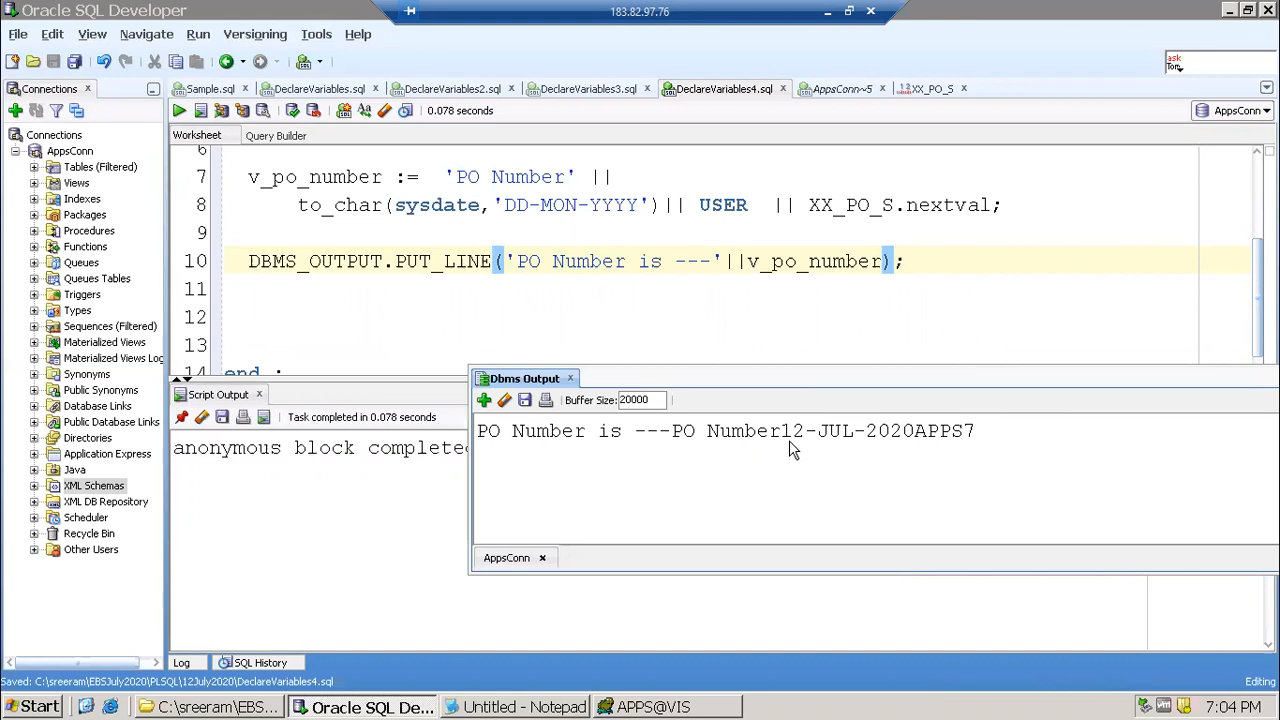 Oracle SQL Developer
183.82.97.76
File Edit View Navigate Run Versioning Tools Help
ask
Tom
Connections
Sample.sql DeclareVariables.sql DeclareVariables2.sql DeclareVariables3.sql DeclareVariables4.sql AppsConn~5 XX_PO_S
0.078 seconds
AppsConn
Worksheet Query Builder
Connections
AppsConn
Tables (Filtered)
Views
Indexes
Packages
Procedures
Functions
Queues
Queues Tables
Triggers
Types
Sequences (Filtered)
Materialized Views
Materialized Views Log
Synonyms
Public Synonyms
Database Links
Public Database Links
Directories
Application Express
Java
XML Schemas
XML DB Repository
Scheduler
Recycle Bin
Other Users
6
7 v_po_number := 'PO Number' ||
8 to_char(sysdate,'DD-MON-YYYY')|| USER || XX_PO_S.nextval;
9
10 DBMS_OUTPUT.PUT_LINE('PO Number is ---'||v_po_number);
11
12
13
14 end ;
Script Output
Task completed in 0.078 seconds
anonymous block completed
Dbms Output
Buffer Size: 20000
PO Number is ---PO Number12-JUL-2020APPS7
AppsConn
Log SQL History
Saved: C:\sreeram\EBSJuly2020\PLSQL\12July2020\DeclareVariables4.sql
Editing
Start C:\sreeram\EBS... Oracle SQL De... Untitled - Notepad APPS@VIS 7:04 PM